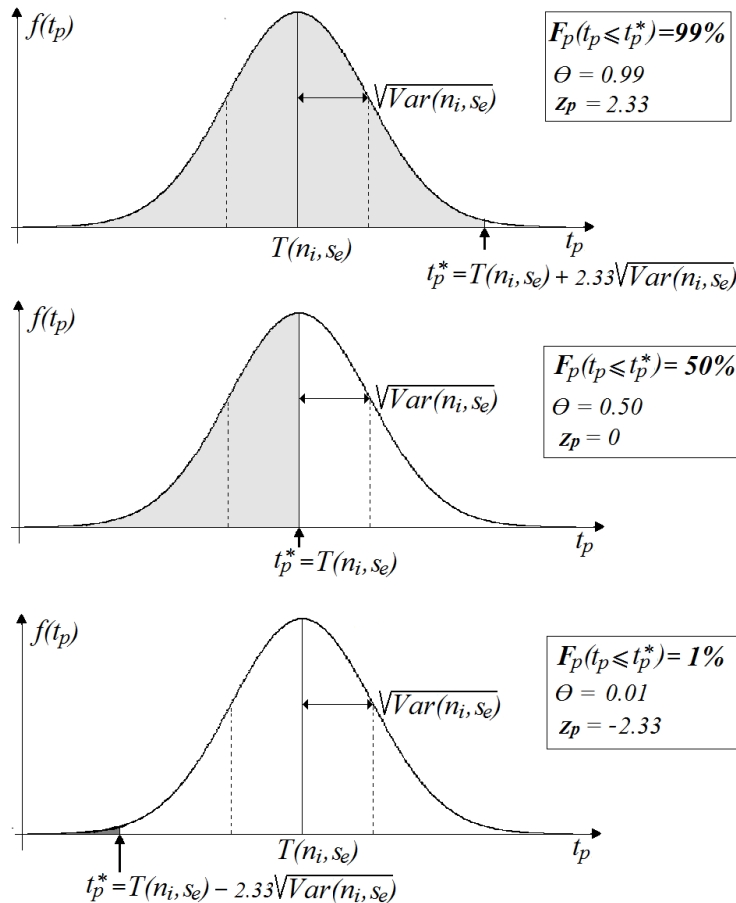 f(tₚ)
Fₚ(tₚ ⩽ tₚ*) = 99%
Θ = 0.99
zₚ = 2.33
√Var(nᵢ,sₑ)
T(nᵢ,sₑ)
tₚ
tₚ* = T(nᵢ,sₑ) + 2.33√Var(nᵢ,sₑ)
f(tₚ)
Fₚ(tₚ ⩽ tₚ*) = 50%
Θ = 0.50
zₚ = 0
√Var(nᵢ,sₑ)
tₚ
tₚ* = T(nᵢ,sₑ)
f(tₚ)
Fₚ(tₚ ⩽ tₚ*) = 1%
Θ = 0.01
zₚ = -2.33
√Var(nᵢ,sₑ)
T(nᵢ,sₑ)
tₚ
tₚ* = T(nᵢ,sₑ) − 2.33√Var(nᵢ,sₑ)